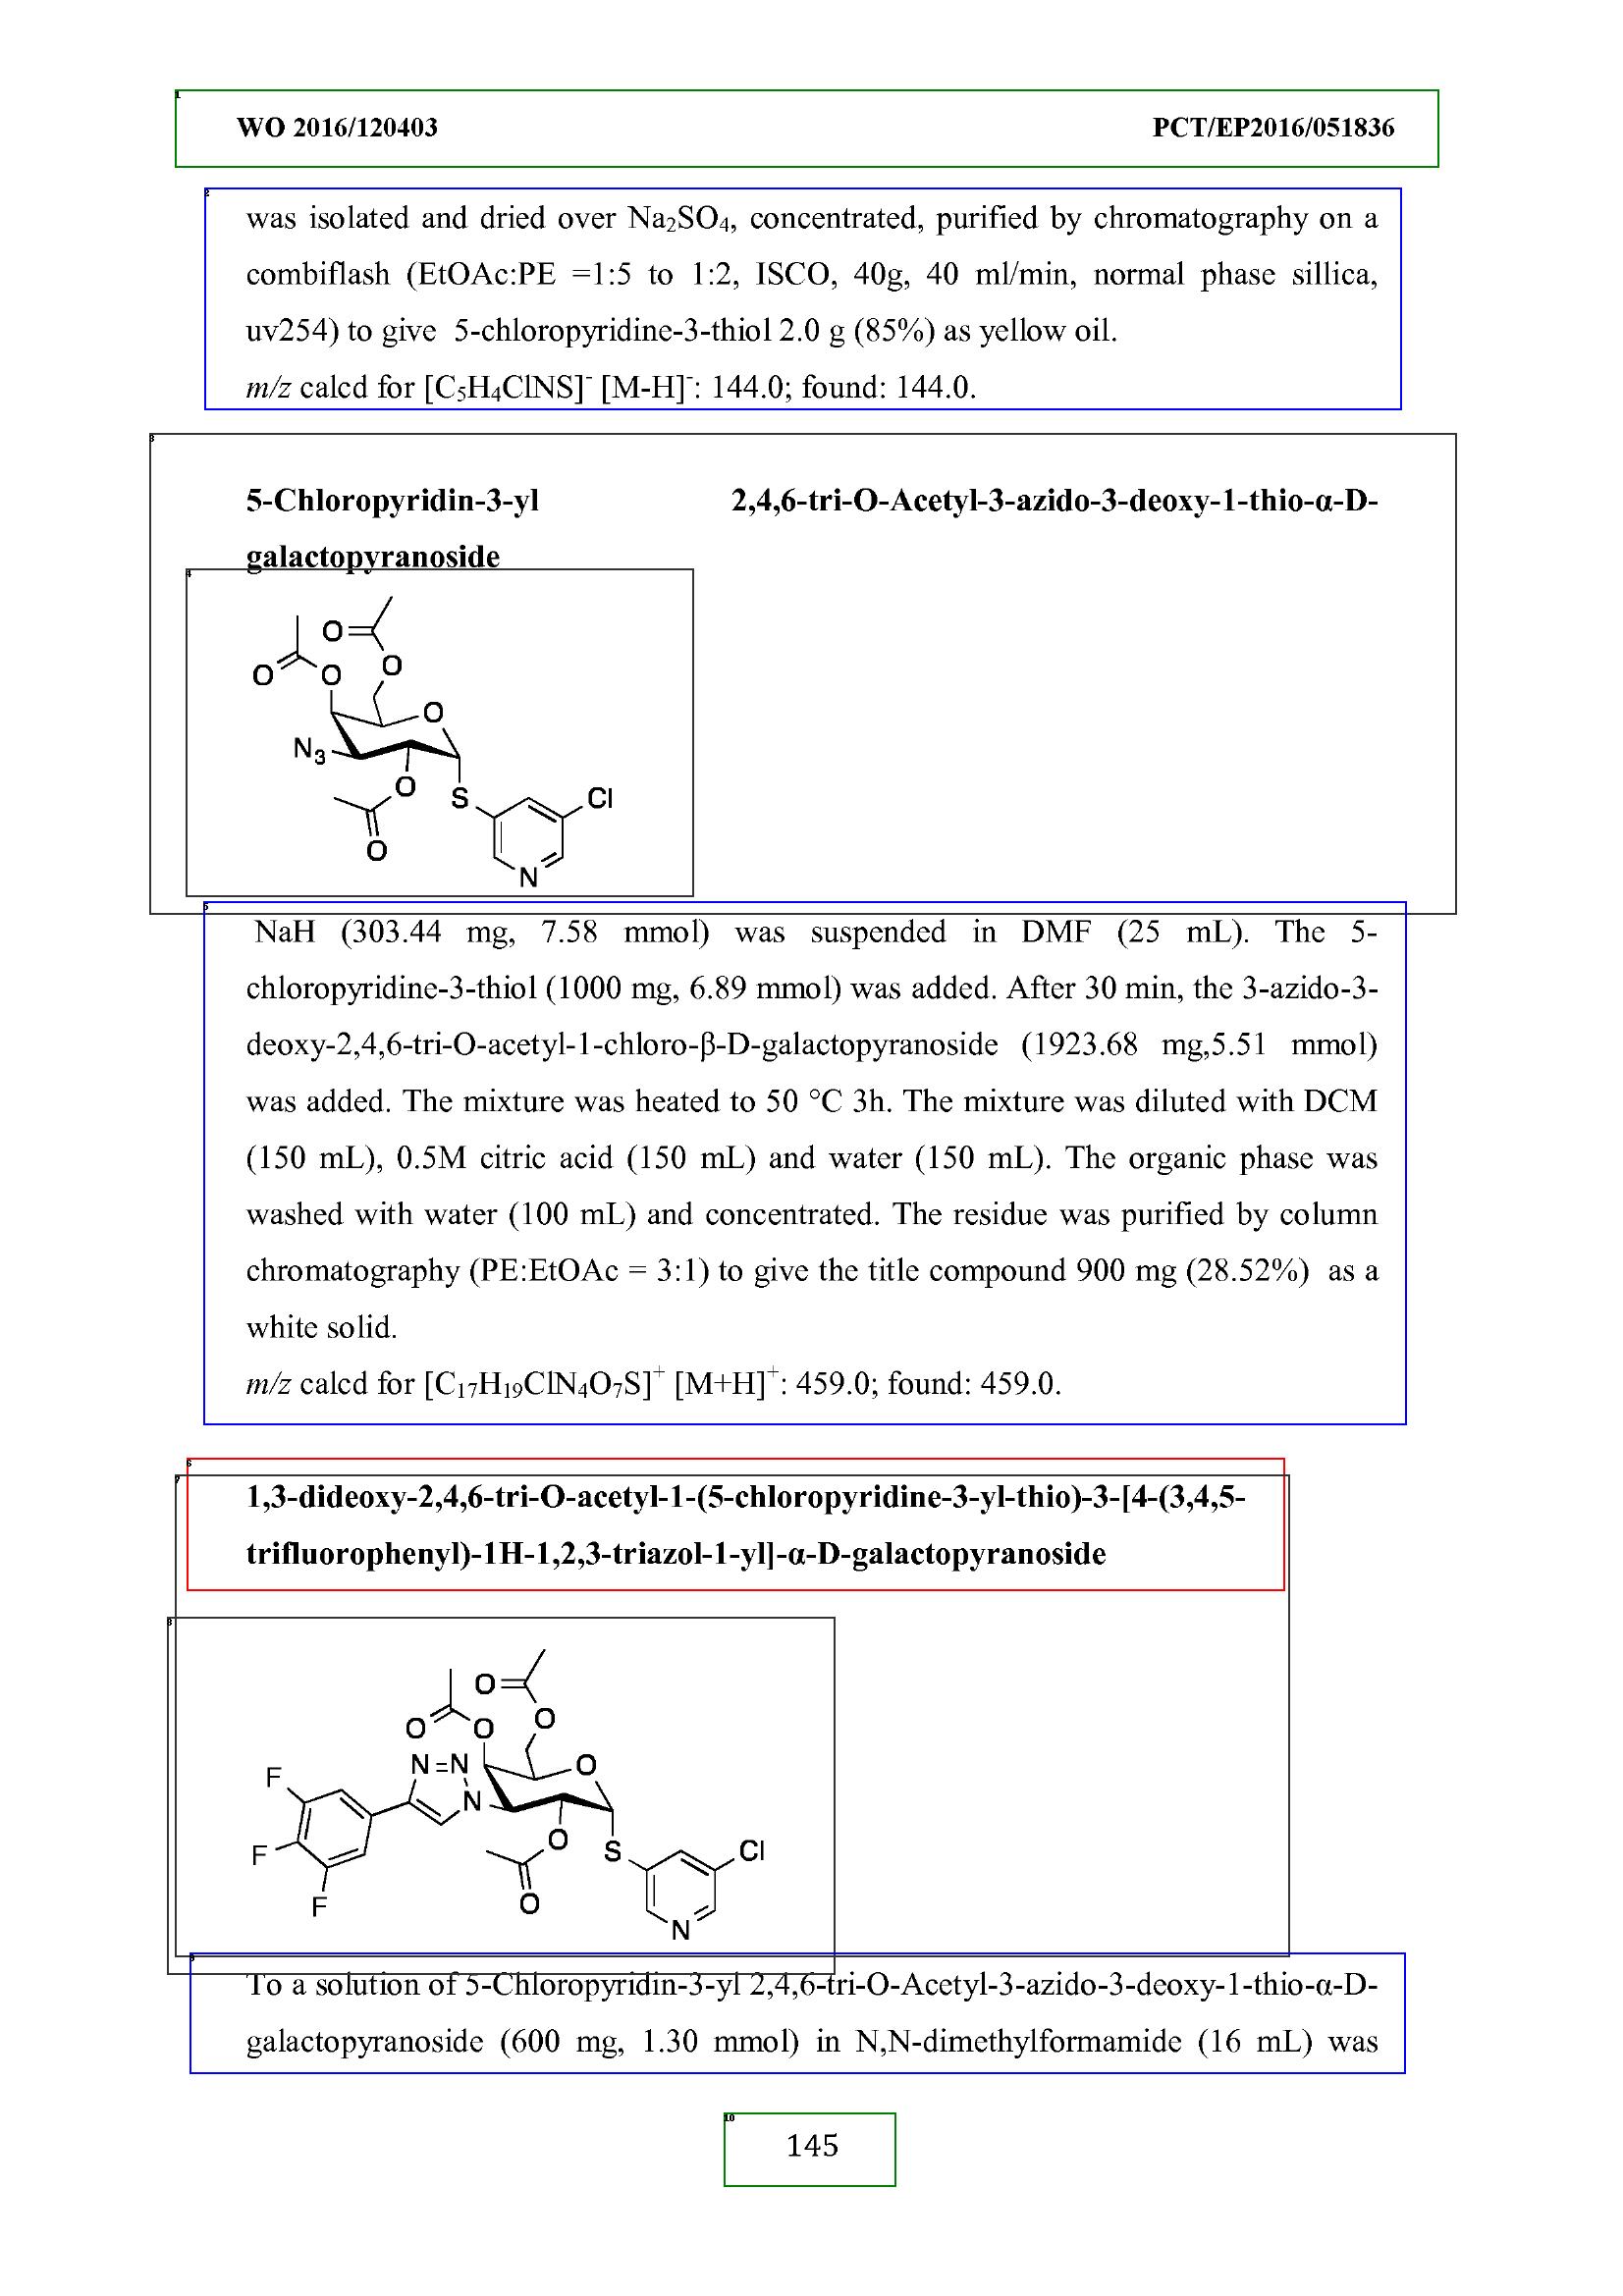 WO 2016/120403 PCT/EP2016/051836
was isolated and dried over Na₂SO₄, concentrated, purified by chromatography on a
combiflash (EtOAc:PE =1:5 to 1:2, ISCO, 40g, 40 ml/min, normal phase sillica,
uv254) to give 5-chloropyridine-3-thiol 2.0 g (85%) as yellow oil.
m/z calcd for [C₅H₄ClNS]⁻ [M-H]⁻: 144.0; found: 144.0.
5-Chloropyridin-3-yl 2,4,6-tri-O-Acetyl-3-azido-3-deoxy-1-thio-α-D-
galactopyranoside
O
O
O O
O
N₃
O
S Cl
O
N
NaH (303.44 mg, 7.58 mmol) was suspended in DMF (25 mL). The 5-
chloropyridine-3-thiol (1000 mg, 6.89 mmol) was added. After 30 min, the 3-azido-3-
deoxy-2,4,6-tri-O-acetyl-1-chloro-β-D-galactopyranoside (1923.68 mg,5.51 mmol)
was added. The mixture was heated to 50 °C 3h. The mixture was diluted with DCM
(150 mL), 0.5M citric acid (150 mL) and water (150 mL). The organic phase was
washed with water (100 mL) and concentrated. The residue was purified by column
chromatography (PE:EtOAc = 3:1) to give the title compound 900 mg (28.52%) as a
white solid.
m/z calcd for [C₁₇H₁₉ClN₄O₇S]⁺ [M+H]⁺: 459.0; found: 459.0.
1,3-dideoxy-2,4,6-tri-O-acetyl-1-(5-chloropyridine-3-yl-thio)-3-[4-(3,4,5-
trifluorophenyl)-1H-1,2,3-triazol-1-yl]-α-D-galactopyranoside
O
O
O O
N=N O
F
N
O
F S Cl
O
F
N
To a solution of 5-Chloropyridin-3-yl 2,4,6-tri-O-Acetyl-3-azido-3-deoxy-1-thio-α-D-
galactopyranoside (600 mg, 1.30 mmol) in N,N-dimethylformamide (16 mL) was
145